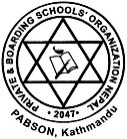 PRIVATE & BOARDING SCHOOLS' ORGANIZATION NEPAL
• 2047 •
PABSON, Kathmandu